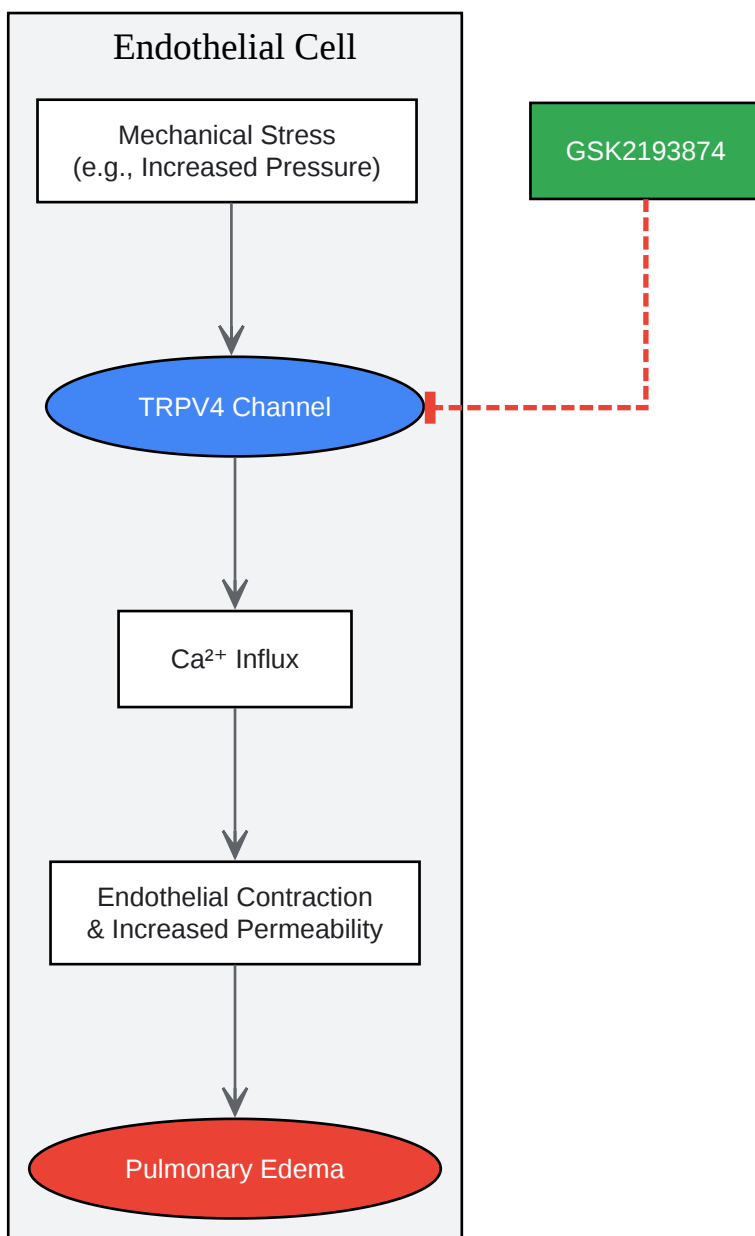 Endothelial Cell
Mechanical Stress
(e.g., Increased Pressure)
GSK2193874
TRPV4 Channel
Ca²⁺ Influx
Endothelial Contraction
& Increased Permeability
Pulmonary Edema